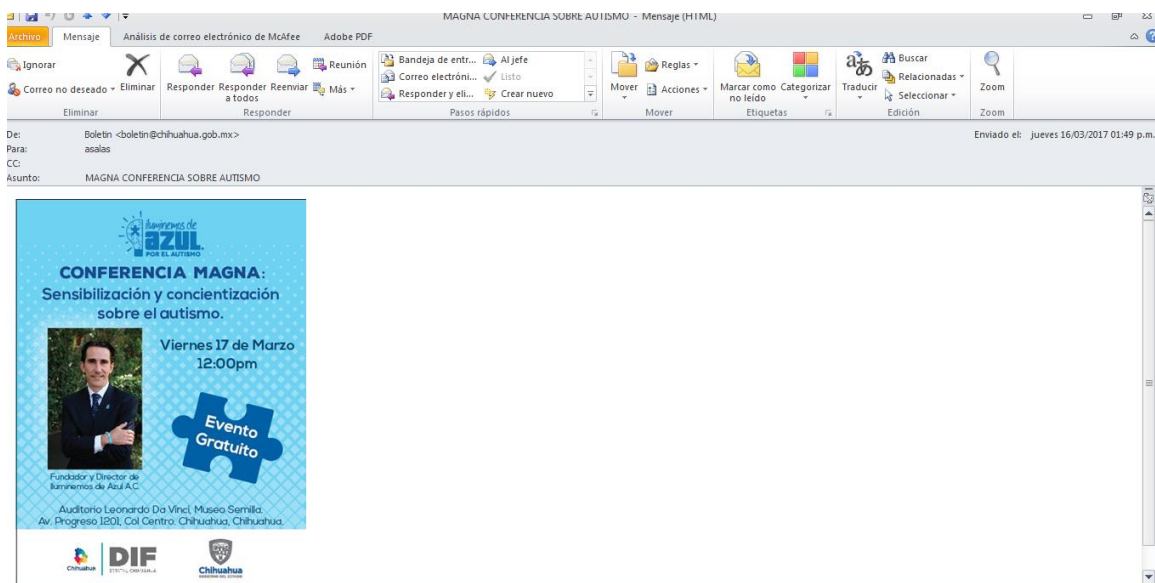 MAGNA CONFERENCIA SOBRE AUTISMO - Mensaje (HTML)
Archivo Mensaje Análisis de correo electrónico de McAfee Adobe PDF
Ignorar
Correo no deseado
Eliminar
Eliminar
Responder
Responder a todos
Reenviar
Reunión
Más
Responder
Bandeja de entr...
Al jefe
Correo electróni...
Listo
Responder y eli...
Crear nuevo
Pasos rápidos
Mover
Reglas
Acciones
Mover
Marcar como no leído
Categorizar
Etiquetas
Traducir
Buscar
Relacionadas
Seleccionar
Edición
Zoom
Zoom
De: Boletin <boletin@chihuahua.gob.mx>
Enviado el: jueves 16/03/2017 01:49 p.m.
Para: asalas
CC:
Asunto: MAGNA CONFERENCIA SOBRE AUTISMO
iluminemos de
azUL.
POR EL AUTISMO
CONFERENCIA MAGNA:
Sensibilización y concientización
sobre el autismo.
Viernes 17 de Marzo
12:00pm
Evento
Gratuito
Fundador y Director de
Iluminemos de Azul A.C.
Auditorio Leonardo Da Vinci, Museo Semilla.
Av. Progreso 1201, Col Centro. Chihuahua, Chihuahua.
Chihuahua
DIF
Chihuahua